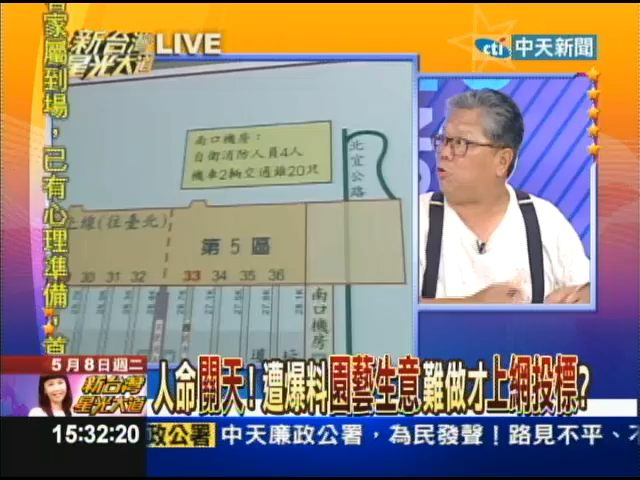 新台灣
星光大道
LIVE
cti 中天新聞
家屬到場，已有心理準備，
南口機房：
自衛消防人員4人
機車2輛交通錐20只
北宜公路
線(往臺北)
第5區
30 31 32 33 34 35 36
南口機房
5月8日週二
新台灣
星光大道
人命關天！遭爆料園藝生意難做才上網投標？
15:32:20
政公署 中天廉政公署，為民發聲！路見不平、